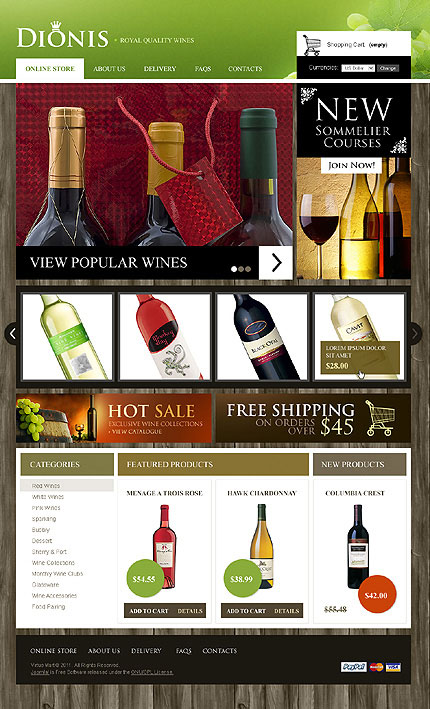 DIONIS
ROYAL QUALITY WINES
Shopping Cart: (empty)
ONLINE STORE ABOUT US DELIVERY FAQS CONTACTS
Currencies: US Dollar Change
NEW
SOMMELIER
COURSES
JOIN NOW!
VIEW POPULAR WINES
BLACK OPAL
CAVIT
LOREM IPSUM DOLOR
SIT AMET
$28.00
HOT SALE
EXCLUSIVE WINE COLLECTIONS
VIEW CATALOGUE
FREE SHIPPING
ON ORDERS
OVER $45
CATEGORIES
Red Wines
White Wines
Pink Wines
Sparkling
Bubbly
Dessert
Sherry & Port
Wine Collections
Monthly Wine Clubs
Glassware
Wine Accessories
Food Pairing
FEATURED PRODUCTS
MENAGE A TROIS ROSE
$54.55
ADD TO CART DETAILS
HAWK CHARDONNAY
$38.99
ADD TO CART DETAILS
NEW PRODUCTS
COLUMBIA CREST
$55.48
$42.00
ONLINE STORE ABOUT US DELIVERY FAQS CONTACTS
Virtue Mart © 2011. All Rights Reserved.
Joomla! is Free Software released under the GNU/GPL License.
PayPal VISA